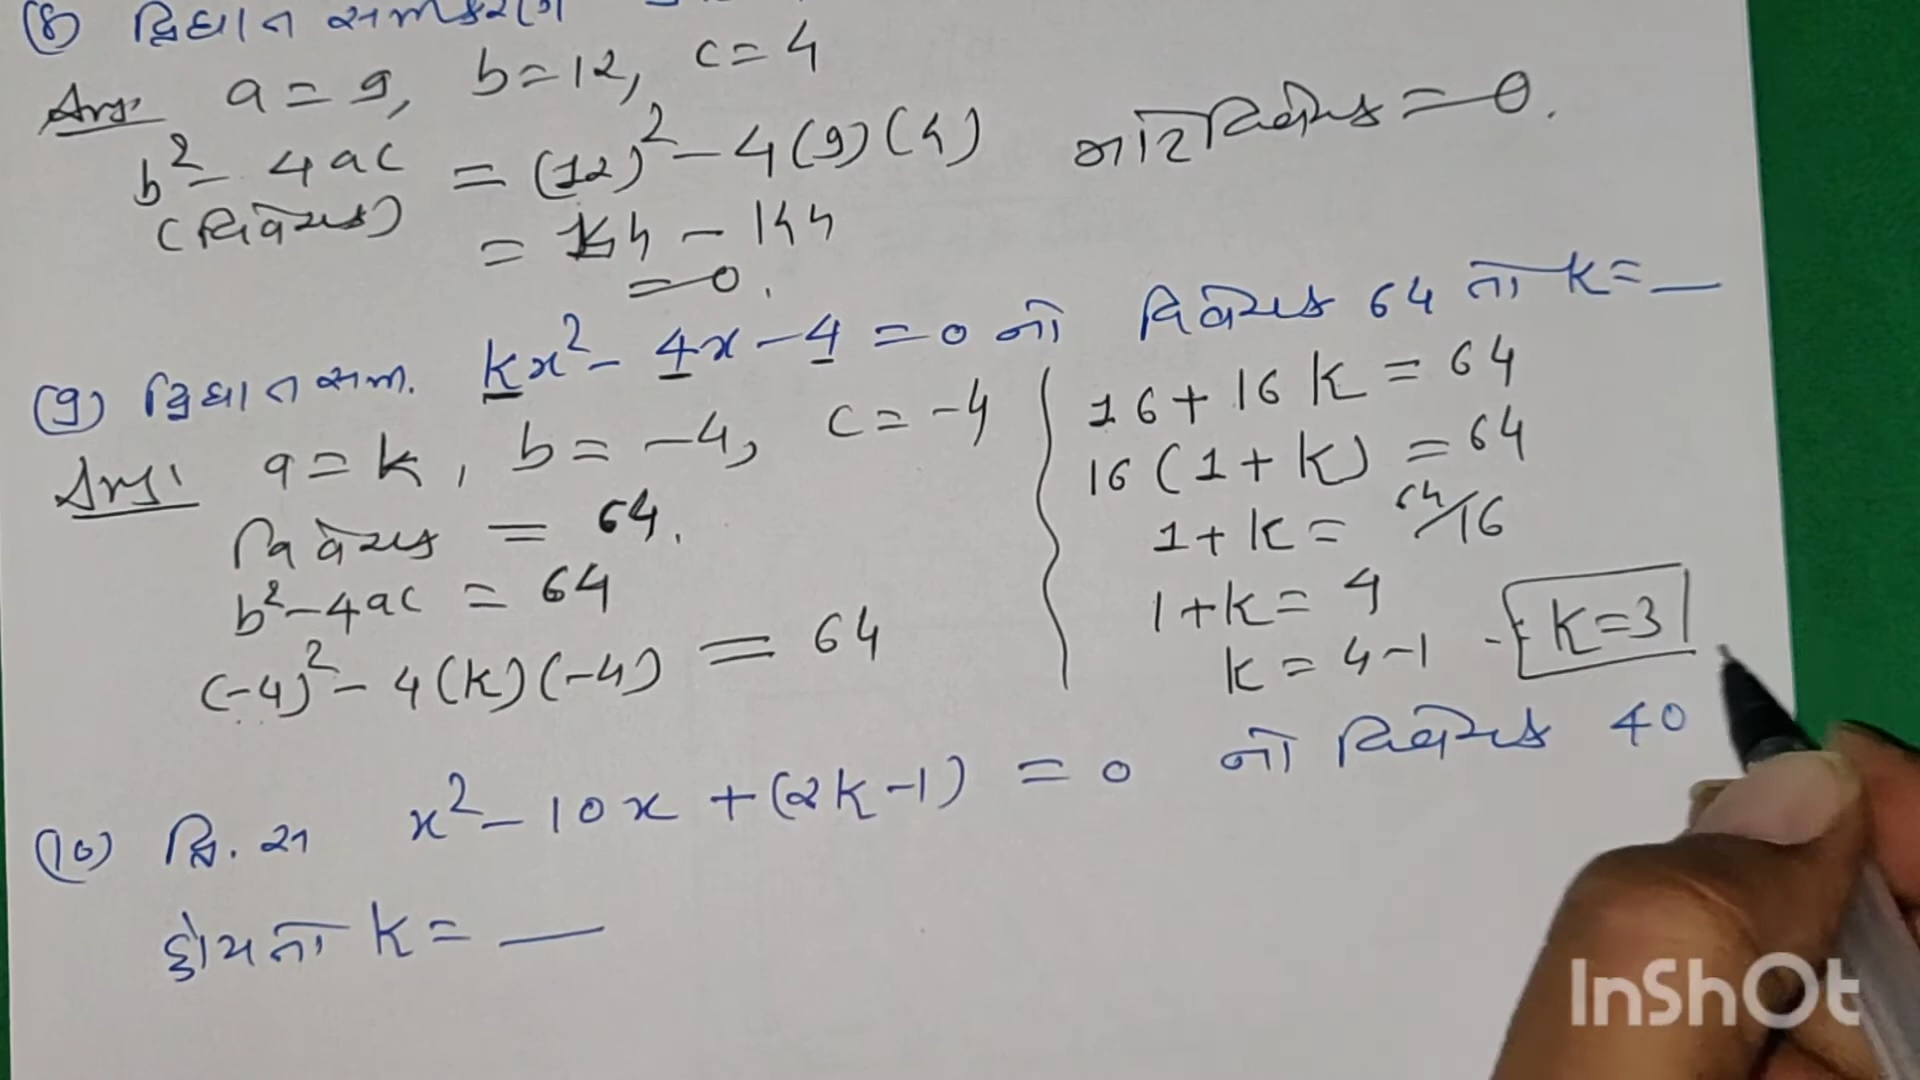 (8) દ્વિઘાત સમીકરણ
Ans: a = 9, b = 12, c = 4
b² - 4ac = (12)² - 4(9)(4) માટે વિવેચક = 0.
(વિવેચક) = 144 - 144
= 0.
(9) દ્વિઘાત સમ. kx² - 4x - 4 = 0 નો વિવેચક 64 તો k = __
Ans: a = k, b = -4, c = -4
વિવેચક = 64.
b² - 4ac = 64
(-4)² - 4(k)(-4) = 64
16 + 16k = 64
16(1 + k) = 64
1 + k = 64/16
1 + k = 4
k = 4 - 1 k = 3
(10) દ્વિ. સ x² - 10x + (2k - 1) = 0 નો વિવેચક 40
હોય તો k = __
InShOt